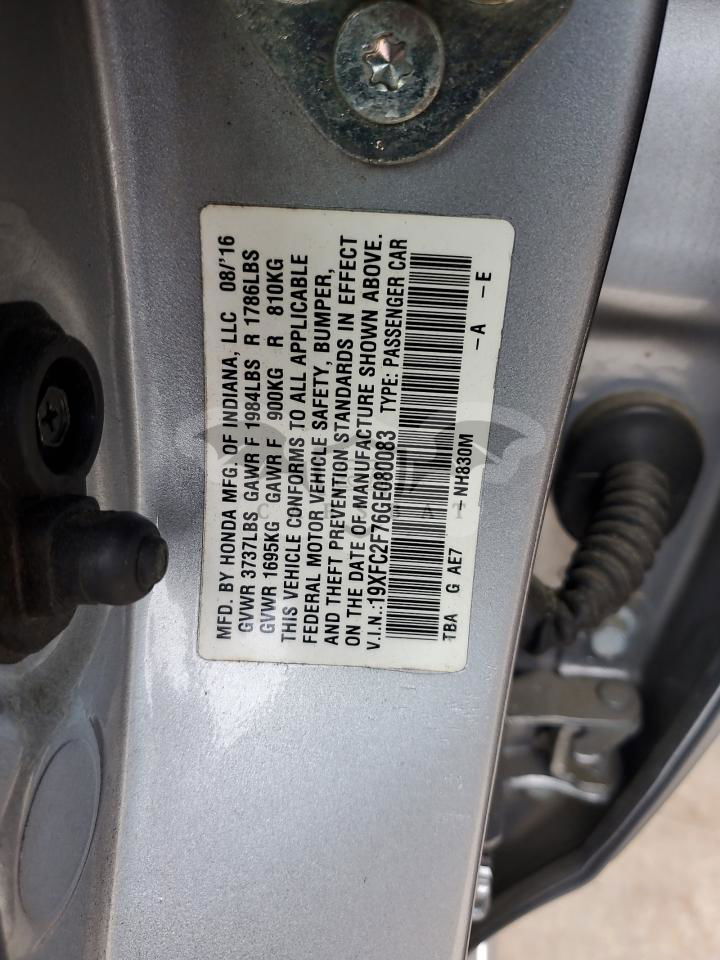 MFD. BY HONDA MFG. OF INDIANA, LLC 08/'16
GVWR 3737LBS GAWR F 1984LBS R 1786LBS
GVWR 1695KG GAWR F 900KG R 810KG
THIS VEHICLE CONFORMS TO ALL APPLICABLE
FEDERAL MOTOR VEHICLE SAFETY, BUMPER,
AND THEFT PREVENTION STANDARDS IN EFFECT
ON THE DATE OF MANUFACTURE SHOWN ABOVE.
V.I.N.:19XFC2F76GE080083 TYPE: PASSENGER CAR
TBA G AE7 - NH830M -A -E